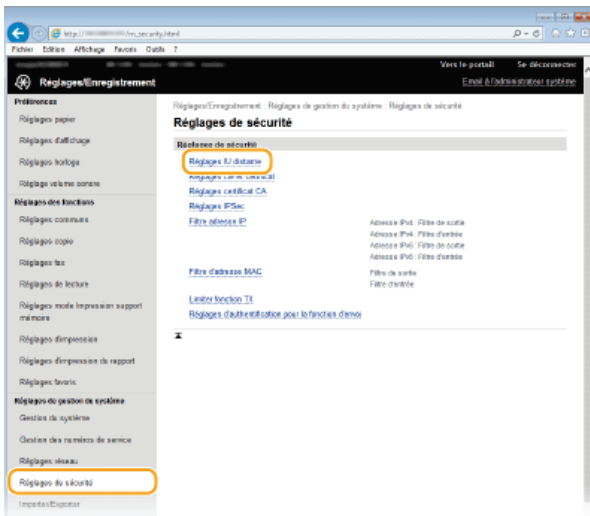 http://
/m_security.html
Fichier Edition Affichage Favoris Outils ?
Vers le portail Se déconnecter
Réglages/Enregistrement
Email à l'administrateur système
Préférences
Réglages/Enregistrement : Réglages de gestion du système : Réglages de sécurité
Réglages papier
Réglages de sécurité
Réglages d'affichage
Réglages de sécurité
Réglages horloge
Réglages IU distante
Réglage volume sonore
Réglages certificat CA
Réglages des fonctions
Réglages IPSec
Réglages communs
Filtre adresse IP
Adresse IPv4 : Filtre de sortie
Adresse IPv4 : Filtre d'entrée
Réglages copie
Adresse IPv6 : Filtre de sortie
Adresse IPv6 : Filtre d'entrée
Réglages fax
Filtre d'adresse MAC
Filtre de sortie
Réglages de lecture
Filtre d'entrée
Limiter fonction TX
Réglages mode impression support mémoire
Réglages d'authentification pour la fonction d'envoi
Réglages d'impression
Réglages d'impression de rapport
Réglages favoris
Réglages de gestion de système
Gestion du système
Gestion des numéros de service
Réglages réseau
Réglages de sécurité
Importer/Exporter